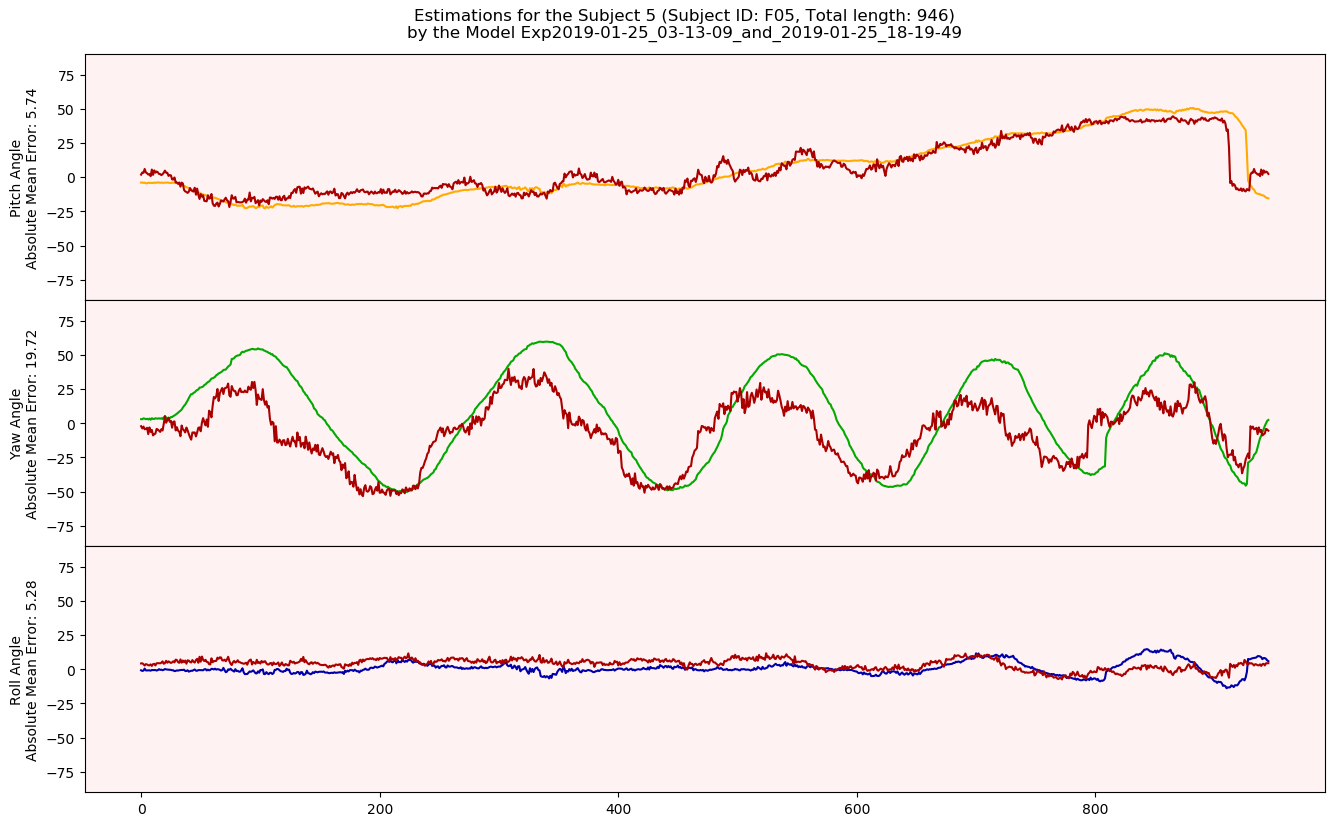 Estimations for the Subject 5 (Subject ID: F05, Total length: 946)
by the Model Exp2019-01-25_03-13-09_and_2019-01-25_18-19-49
Pitch Angle
Absolute Mean Error: 5.74
75
50
25
0
−25
−50
−75
Yaw Angle
Absolute Mean Error: 19.72
75
50
25
0
−25
−50
−75
Roll Angle
Absolute Mean Error: 5.28
75
50
25
0
−25
−50
−75
0 200 400 600 800